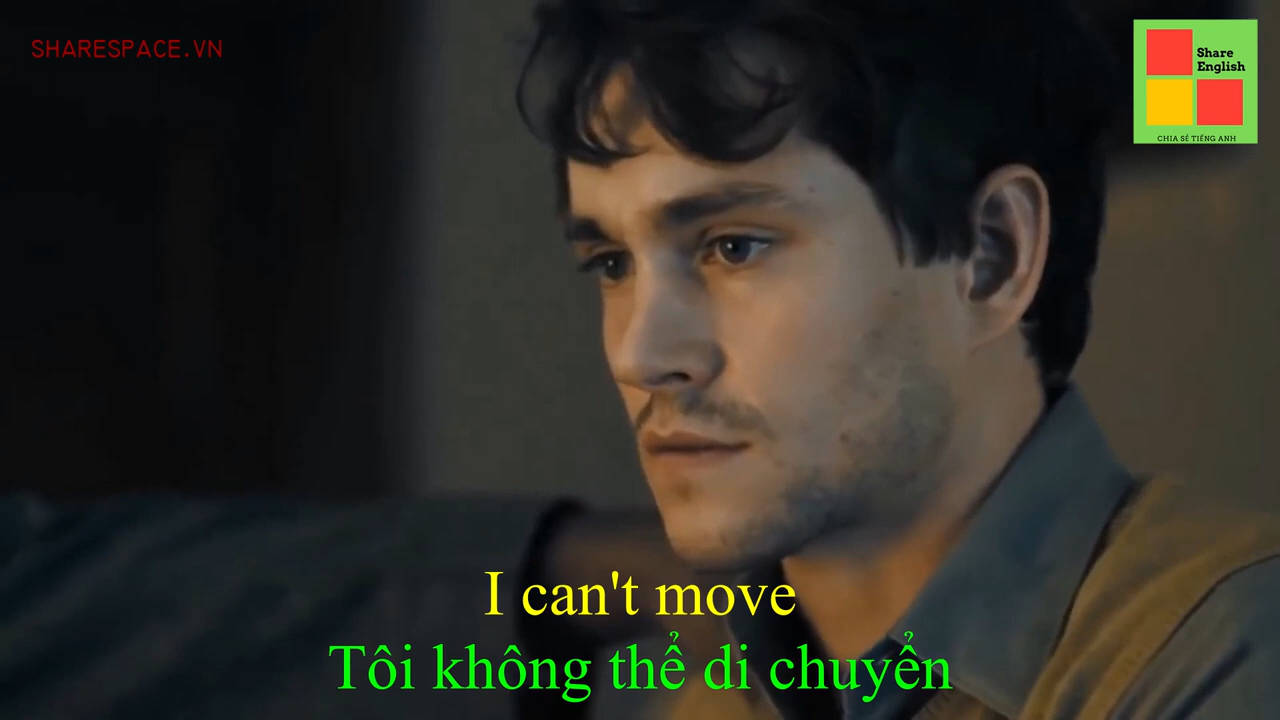 SHARESPACE.VN
Share
English
CHIA SẺ TIẾNG ANH
I can't move
Tôi không thể di chuyển